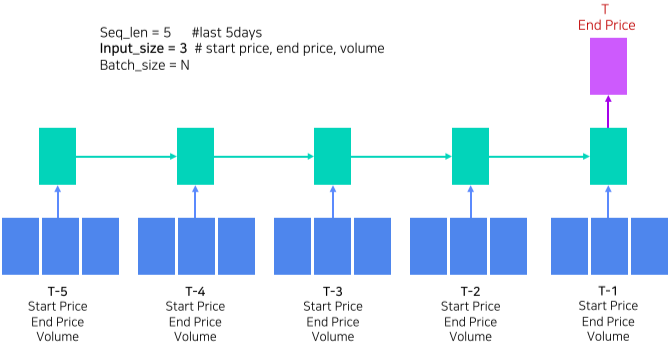 T
End Price
Seq_len = 5 #last 5days
Input_size = 3 # start price, end price, volume
Batch_size = N
T-5
Start Price
End Price
Volume
T-4
Start Price
End Price
Volume
T-3
Start Price
End Price
Volume
T-2
Start Price
End Price
Volume
T-1
Start Price
End Price
Volume